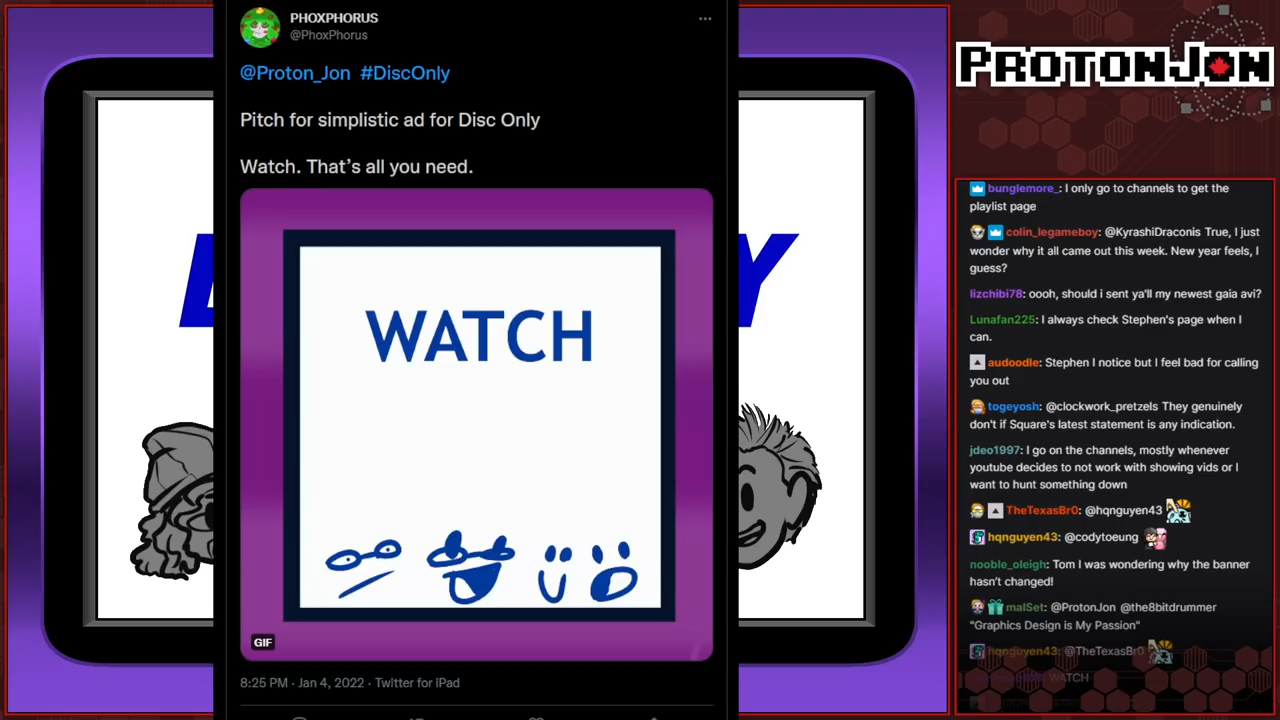 PHOXPHORUS
@PhoxPhorus
@Proton_Jon #DiscOnly
Pitch for simplistic ad for Disc Only
Watch. That’s all you need.
WATCH
GIF
8:25 PM · Jan 4, 2022 · Twitter for iPad
Y
PROTONJON
bunglemore_: I only go to channels to get the
playlist page
colin_legameboy: @KyrashiDraconis True, I just
wonder why it all came out this week. New year feels, I
guess?
lizchibi78: oooh, should i sent ya'll my newest gaia avi?
Lunafan225: I always check Stephen's page when I
can.
audoodle: Stephen I notice but I feel bad for calling
you out
togeyosh: @clockwork_pretzels They genuinely
don't if Square's latest statement is any indication.
jdeo1997: I go on the channels, mostly whenever
youtube decides to not work with showing vids or I
want to hunt something down
TheTexasBr0: @hqnguyen43
hqnguyen43: @codytoeung
nooble_oleigh: Tom I was wondering why the banner
hasn't changed!
malSet: @ProtonJon @the8bitdrummer
"Graphics Design is My Passion"
hqnguyen43: @TheTexasBr0
WATCH